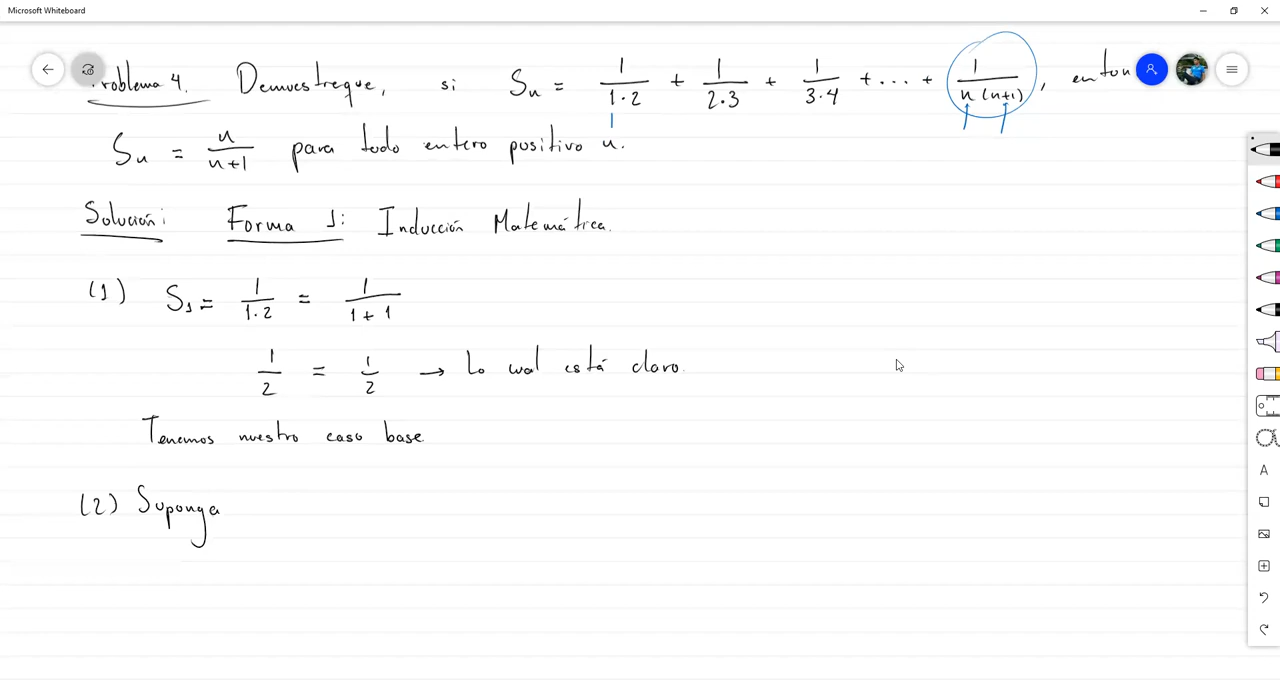 Microsoft Whiteboard
Problema 4. Demuestre que, si Sn = 1/(1·2) + 1/(2·3) + 1/(3·4) + ... + 1/(n(n+1)), enton
Sn = n/(n+1) para todo entero positivo n.
Solución: Forma 1: Inducción Matemática.
(1) S1 = 1/(1·2) = 1/(1+1)
1/2 = 1/2 → Lo cual está claro.
Tenemos nuestro caso base.
(2) Suponga
A